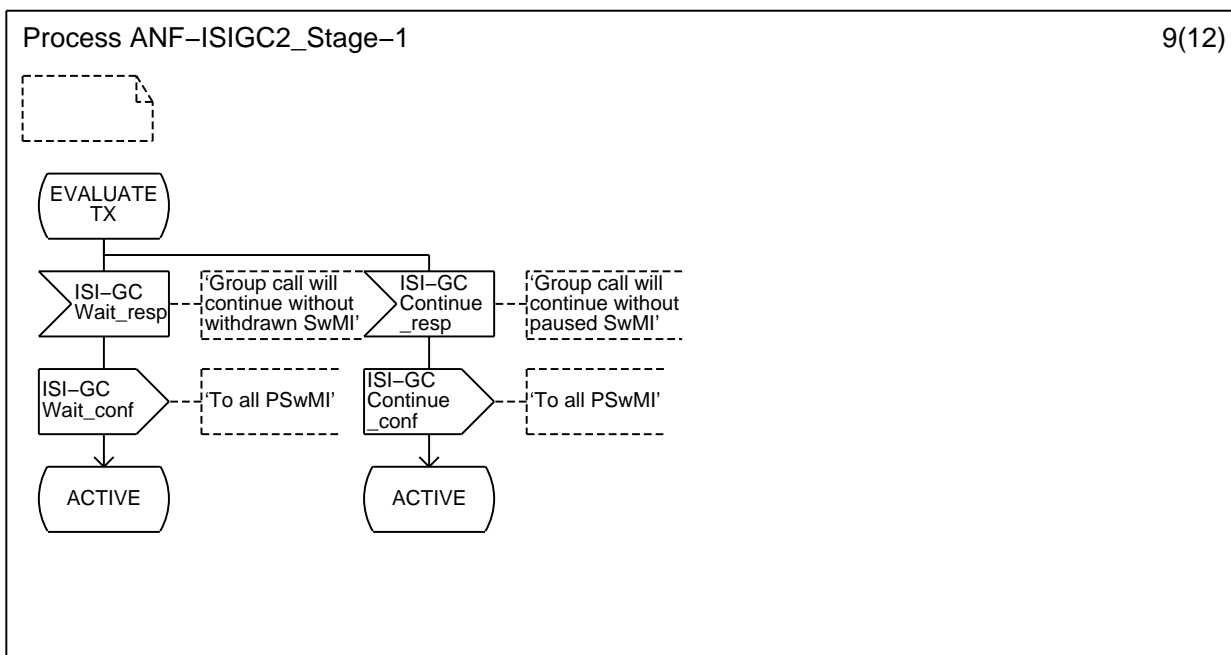 Process ANF−ISIGC2_Stage−1
9(12)
EVALUATE
TX
ISI−GC
Wait_resp
‘Group call will
continue without
withdrawn SwMI’
ISI−GC
Continue
_resp
‘Group call will
continue without
paused SwMI’
ISI−GC
Wait_conf
‘To all PSwMI’
ISI−GC
Continue
_conf
‘To all PSwMI’
ACTIVE
ACTIVE